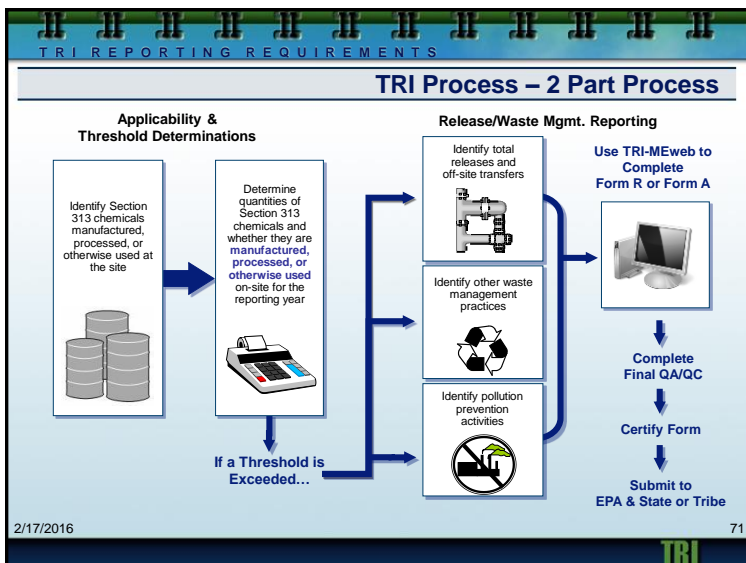 TRI REPORTING REQUIREMENTS
TRI Process – 2 Part Process
Applicability &
Threshold Determinations
Identify Section
313 chemicals
manufactured,
processed, or
otherwise used at
the site
Determine
quantities of
Section 313
chemicals and
whether they are
manufactured,
processed, or
otherwise used
on-site for the
reporting year
If a Threshold is
Exceeded…
Release/Waste Mgmt. Reporting
Identify total
releases and
off-site transfers
Identify other waste
management
practices
Identify pollution
prevention
activities
Use TRI-MEweb to
Complete
Form R or Form A
Complete
Final QA/QC
Certify Form
Submit to
EPA & State or Tribe
2/17/2016
71
TRI